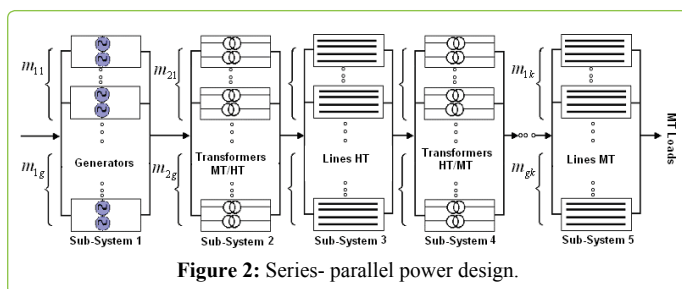 m11
m21
m1k
m1g
m2g
mgk
Generators
Transformers
MT/HT
Lines HT
Transformers
HT/MT
Lines MT
MT Loads
Sub-System 1
Sub-System 2
Sub-System 3
Sub-System 4
Sub-System 5
Figure 2: Series- parallel power design.